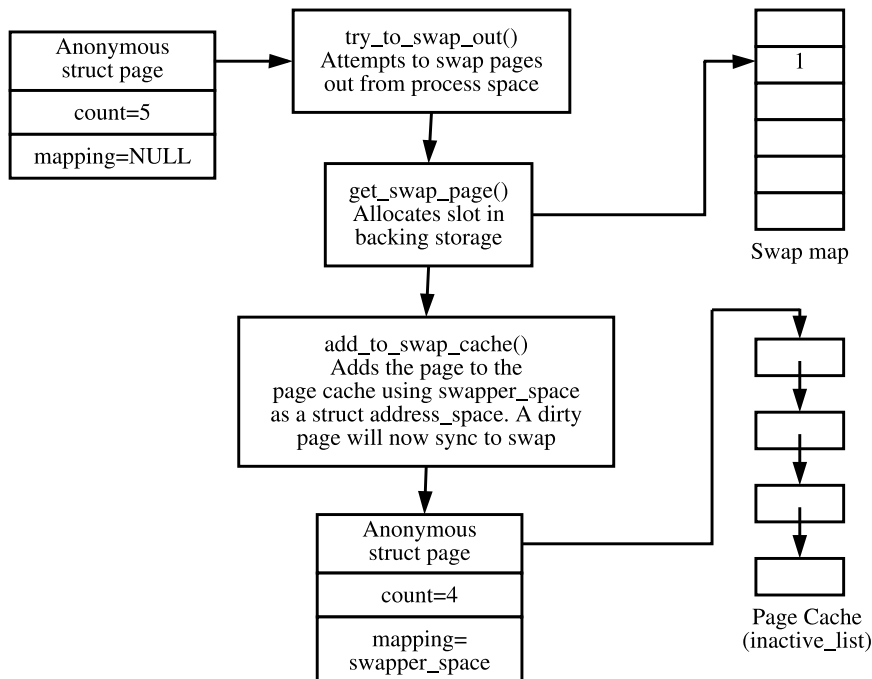 Anonymous
struct page
count=5
mapping=NULL
try_to_swap_out()
Attempts to swap pages
out from process space
1
get_swap_page()
Allocates slot in
backing storage
Swap map
add_to_swap_cache()
Adds the page to the
page cache using swapper_space
as a struct address_space. A dirty
page will now sync to swap
Anonymous
struct page
count=4
mapping=
swapper_space
Page Cache
(inactive_list)